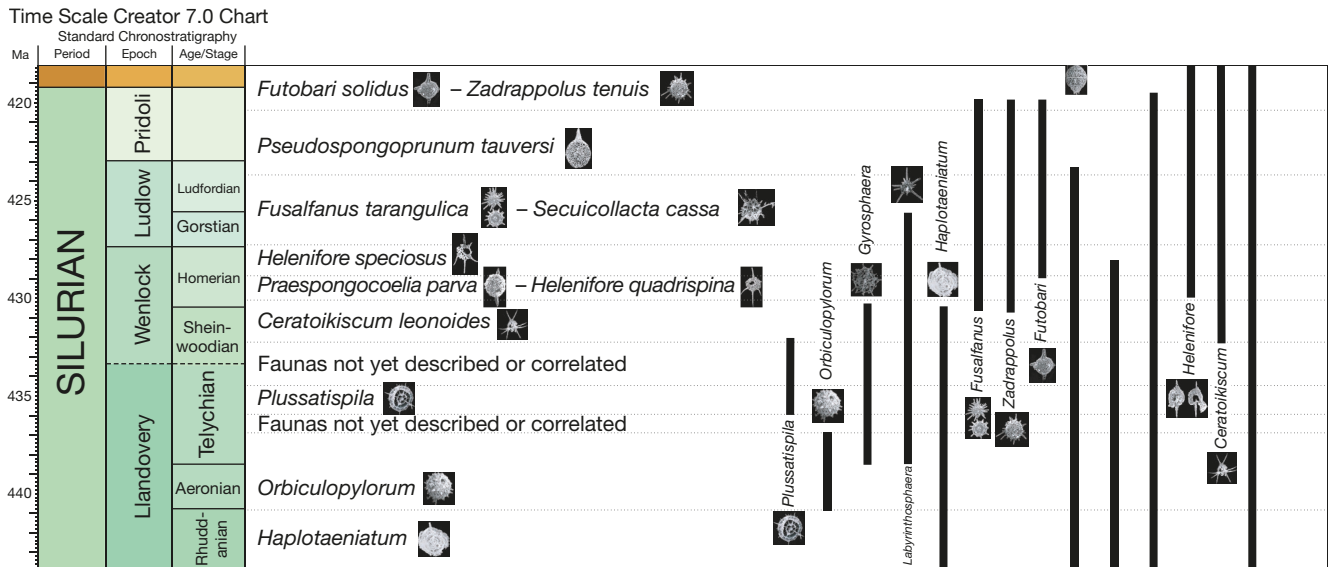 Time Scale Creator 7.0 Chart
Standard Chronostratigraphy
Ma Period Epoch Age/Stage
420
425
430
435
440
SILURIAN
Pridoli
Ludlow
Wenlock
Llandovery
Ludfordian
Gorstian
Homerian
Shein-
woodian
Telychian
Aeronian
Rhudd-
anian
Futobari solidus – Zadrappolus tenuis
Pseudospongoprunum tauversi
Fusalfanus tarangulica – Secuicollacta cassa
Helenifore speciosus
Praespongocoelia parva – Helenifore quadrispina
Ceratoikiscum leonoides
Faunas not yet described or correlated
Plussatispila
Faunas not yet described or correlated
Orbiculopylorum
Haplotaeniatum
Plussatispila
Orbiculopylorum
Gyrosphaera
Labyrinthosphaera
Haplotaeniatum
Fusalfanus
Zadrappolus
Futobari
Helenifore
Ceratoikiscum